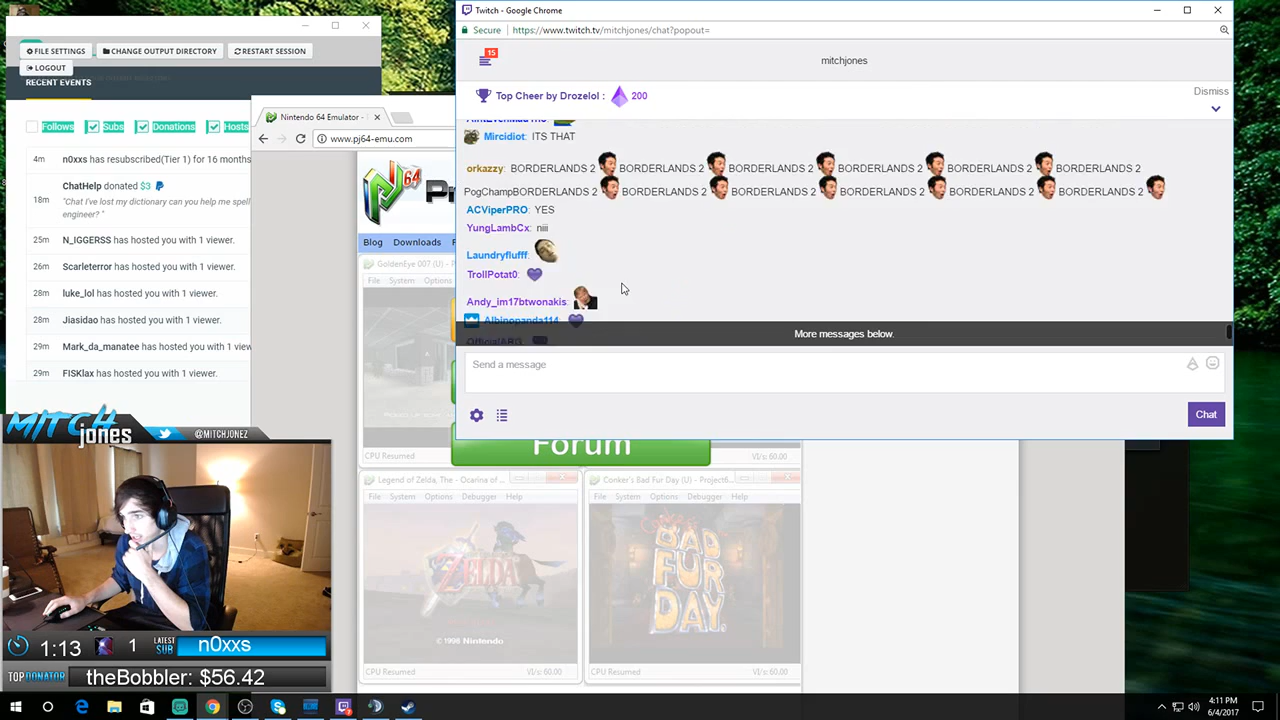 Twitch - Google Chrome
Secure https://www.twitch.tv/mitchjones/chat?popout=
15
mitchjones
Top Cheer by Drozelol : 200
Dismiss
Mircidiot: ITS THAT
orkazzy: BORDERLANDS 2 BORDERLANDS 2 BORDERLANDS 2 BORDERLANDS 2 BORDERLANDS 2 BORDERLANDS 2
PogChampBORDERLANDS 2 BORDERLANDS 2 BORDERLANDS 2 BORDERLANDS 2 BORDERLANDS 2 BORDERLANDS 2
ACViperPRO: YES
YungLambCx: niii
Laundryflufff:
TrollPotat0:
Andy_im17btwonakis:
Albinopanda114:
OfficialARG
More messages below.
Send a message
Chat
FILE SETTINGS CHANGE OUTPUT DIRECTORY RESTART SESSION
LOGOUT
RECENT EVENTS
Follows Subs Donations Hosts
4m n0xxs has resubscribed(Tier 1) for 16 months
ChatHelp donated $3
18m "Chat I've lost my dictionary can you help me spell
engineer?"
25m N_IGGERSS has hosted you with 1 viewer.
26m Scarleterror has hosted you with 1 viewer.
28m luke_lol has hosted you with 1 viewer.
28m Jiasidao has hosted you with 1 viewer.
29m Mark_da_manatee has hosted you with 1 view
29m FISKlax has hosted you with 1 viewer.
Nintendo 64 Emulator -
www.pj64-emu.com
64 Pr
Blog Downloads F
GoldenEye 007 (U) - P
File System Options
CPU Resumed VI/s: 60.00
Forum
Legend of Zelda, The - Ocarina of ...
File System Options Debugger Help
ZELDA
©1998 Nintendo
CPU Resumed VI/s: 60.00
Conker's Bad Fur Day (U) - Project6...
File System Options Debugger Help
BAD
FUR
DAY
CPU Resumed VI/s: 60.00
MITCH
jones
@MITCHJONEZ
1:13 1 LATEST SUB n0xxs
TOP DONATOR theBobbler: $56.42
4:11 PM
6/4/2017